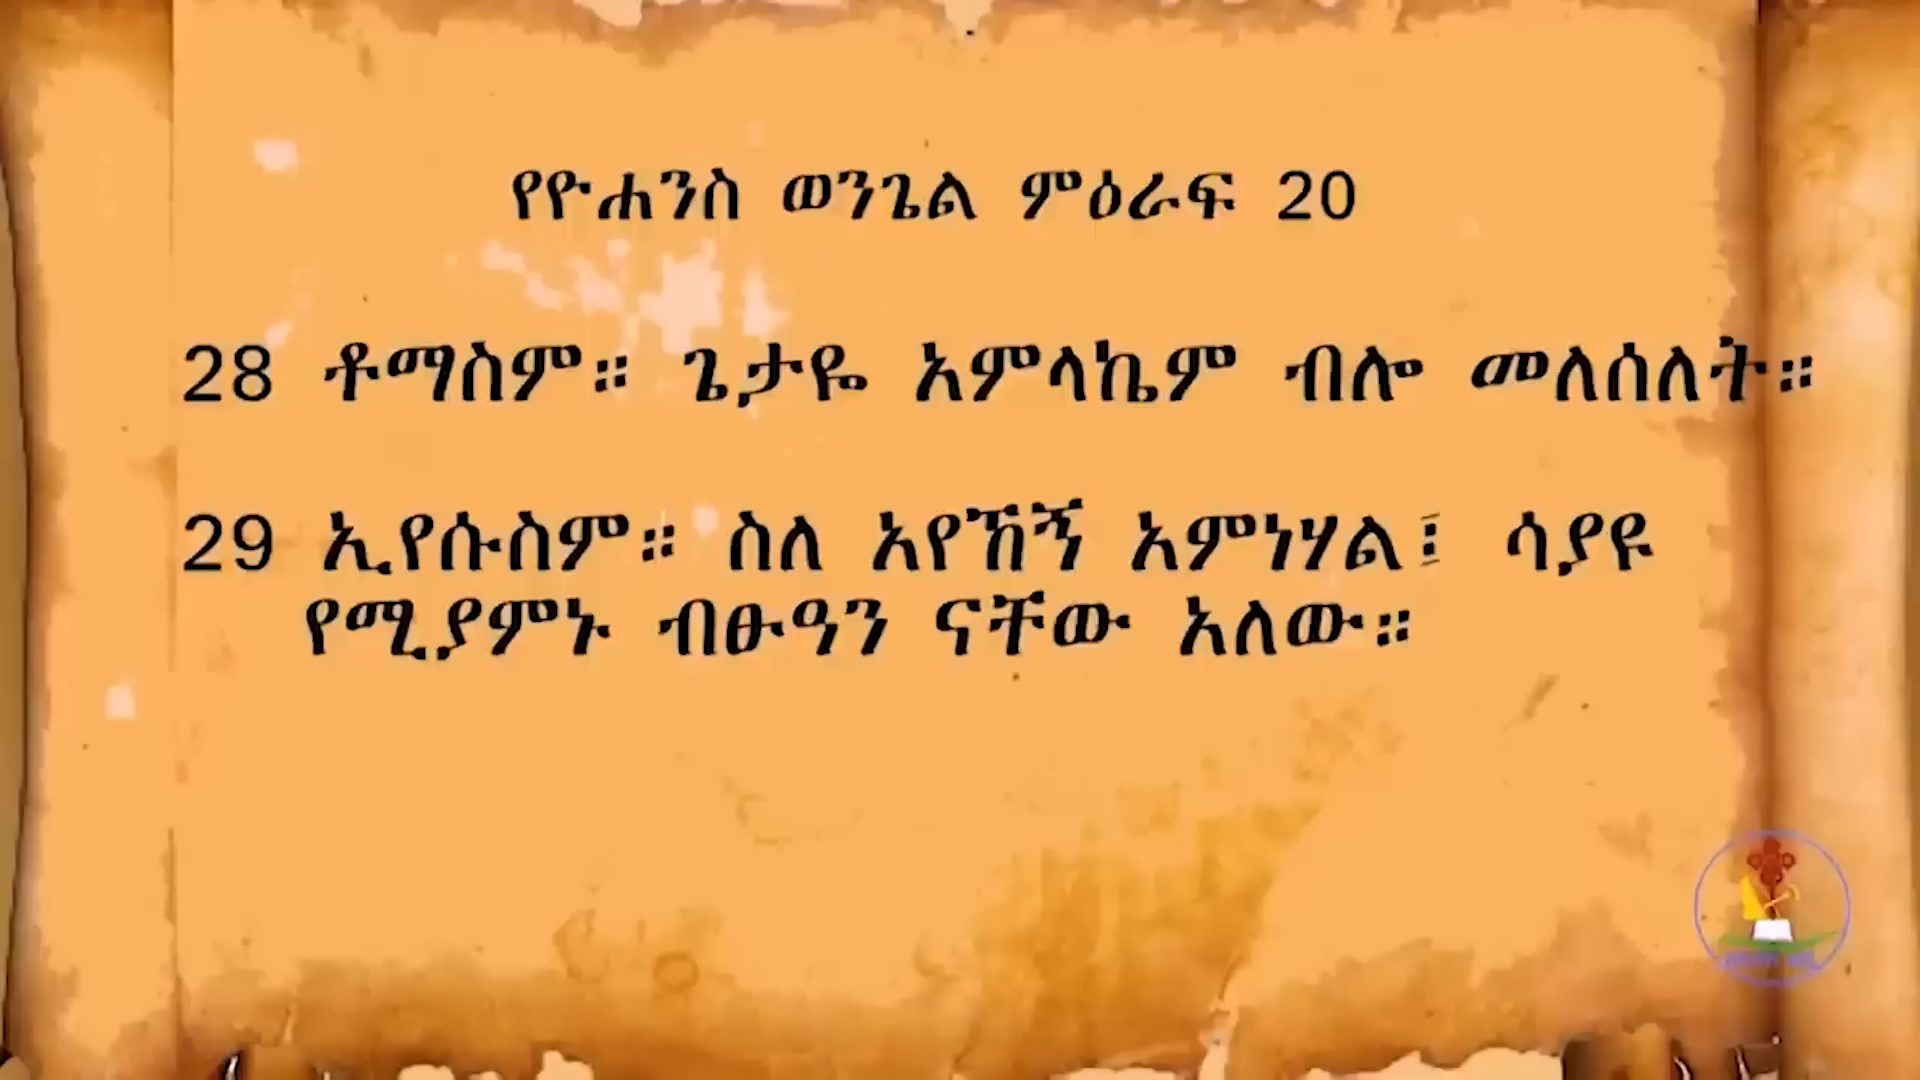 የዮሐንስ ወንጌል ምዕራፍ 20
28 ቶማስም። ጌታዬ አምላኬም ብሎ መለሰለት።
29 ኢየሱስም። ስለ አየኸኝ አምነሃል፤ ሳያዩ
የሚያምኑ ብፁዓን ናቸው አለው።